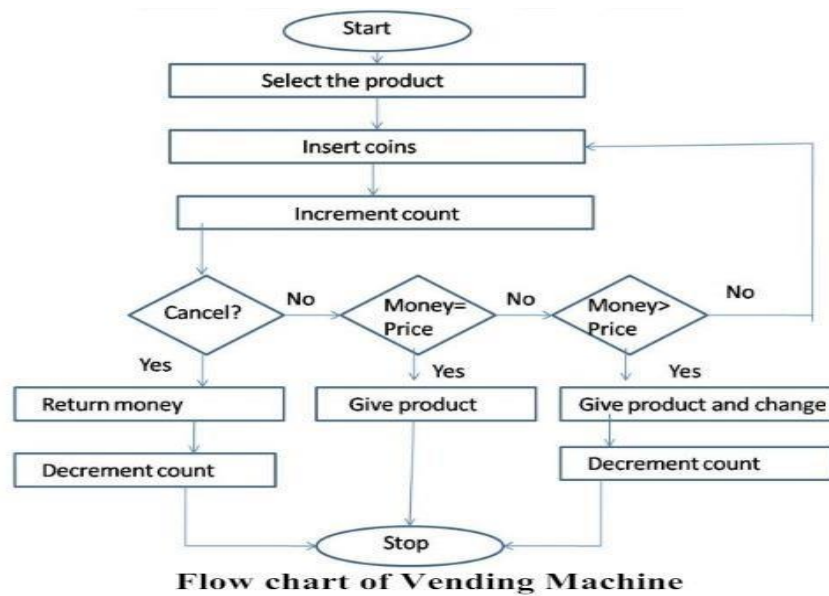 Start
Select the product
Insert coins
Increment count
Cancel?
No
Money=
Price
No
Money>
Price
No
Yes
Yes
Yes
Return money
Give product
Give product and change
Decrement count
Decrement count
Stop
Flow chart of Vending Machine